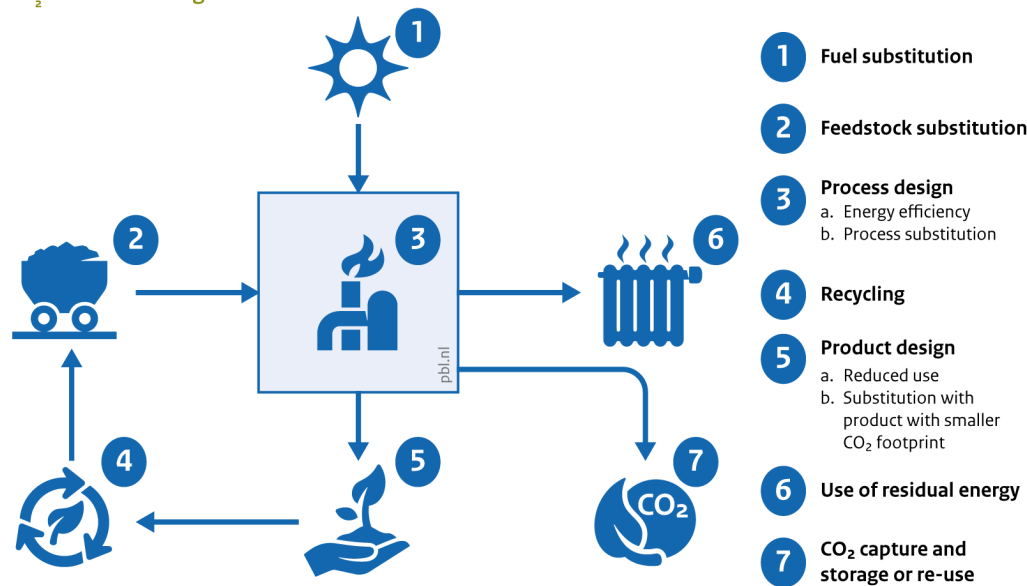 1
1 Fuel substitution
2 Feedstock substitution
3 Process design
a. Energy efficiency
b. Process substitution
2
3
6
4 Recycling
pbl.nl
5 Product design
a. Reduced use
b. Substitution with
product with smaller
CO₂ footprint
4
5
7
CO₂
6 Use of residual energy
7 CO₂ capture and
storage or re-use